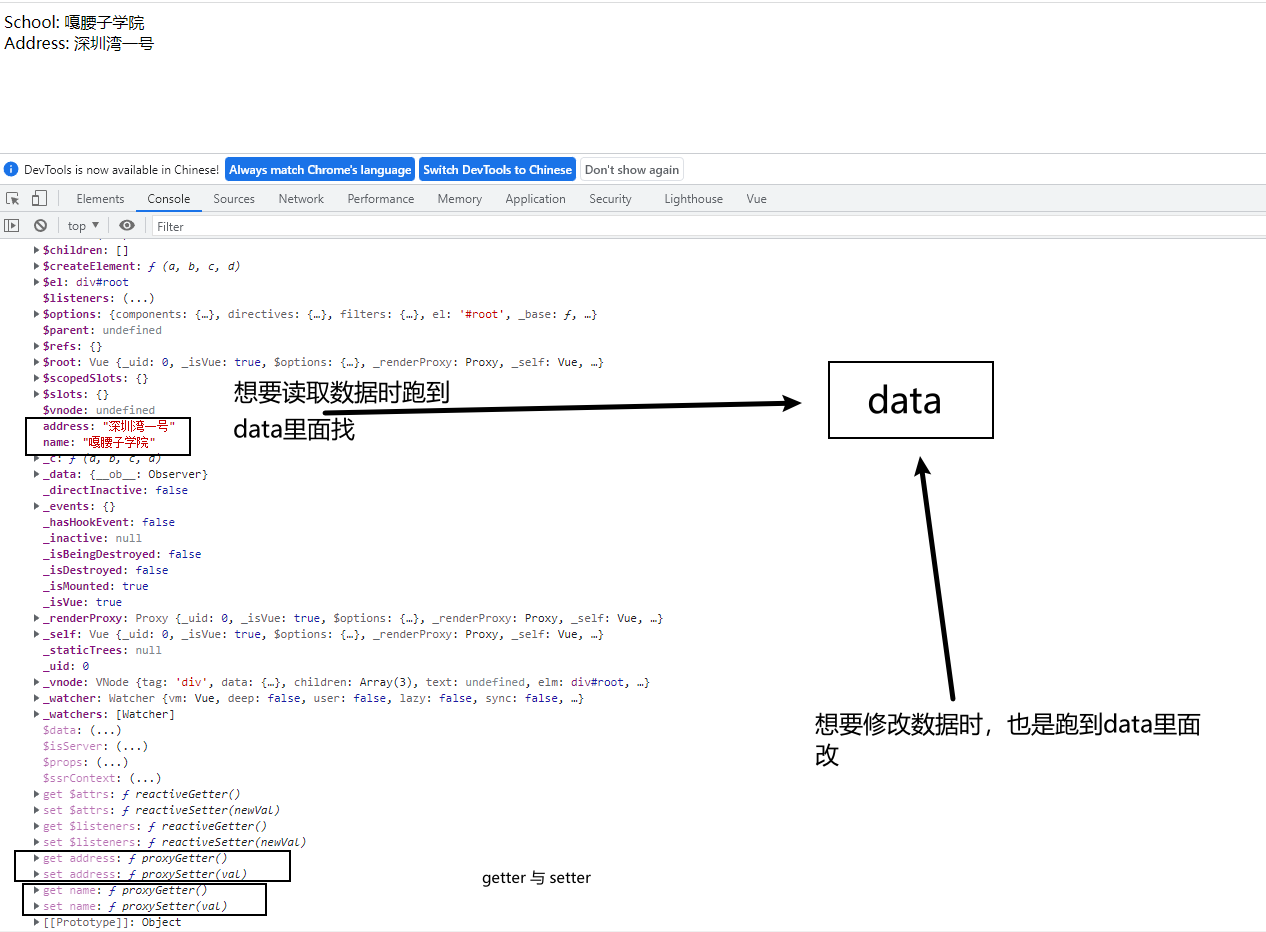 School: 嘎腰子学院
Address: 深圳湾一号
DevTools is now available in Chinese! Always match Chrome's language Switch DevTools to Chinese Don't show again
Elements Console Sources Network Performance Memory Application Security Lighthouse Vue
top Filter
$children: []
$createElement: ƒ (a, b, c, d)
$el: div#root
$listeners: (...)
$options: {components: {…}, directives: {…}, filters: {…}, el: '#root', _base: ƒ, …}
$parent: undefined
$refs: {}
$root: Vue {_uid: 0, _isVue: true, $options: {…}, _renderProxy: Proxy, _self: Vue, …}
$scopedSlots: {}
$slots: {}
$vnode: undefined
address: "深圳湾一号"
name: "嘎腰子学院"
_c: ƒ (a, b, c, d)
_data: {__ob__: Observer}
_directInactive: false
_events: {}
_hasHookEvent: false
_inactive: null
_isBeingDestroyed: false
_isDestroyed: false
_isMounted: true
_isVue: true
_renderProxy: Proxy {_uid: 0, _isVue: true, $options: {…}, _renderProxy: Proxy, _self: Vue, …}
_self: Vue {_uid: 0, _isVue: true, $options: {…}, _renderProxy: Proxy, _self: Vue, …}
_staticTrees: null
_uid: 0
_vnode: VNode {tag: 'div', data: {…}, children: Array(3), text: undefined, elm: div#root, …}
_watcher: Watcher {vm: Vue, deep: false, user: false, lazy: false, sync: false, …}
_watchers: [Watcher]
$data: (...)
$isServer: (...)
$props: (...)
$ssrContext: (...)
get $attrs: ƒ reactiveGetter()
set $attrs: ƒ reactiveSetter(newVal)
get $listeners: ƒ reactiveGetter()
set $listeners: ƒ reactiveSetter(newVal)
get address: ƒ proxyGetter()
set address: ƒ proxySetter(val)
get name: ƒ proxyGetter()
set name: ƒ proxySetter(val)
[[Prototype]]: Object
想要读取数据时跑到
data里面找
data
想要修改数据时，也是跑到data里面
改
getter 与 setter